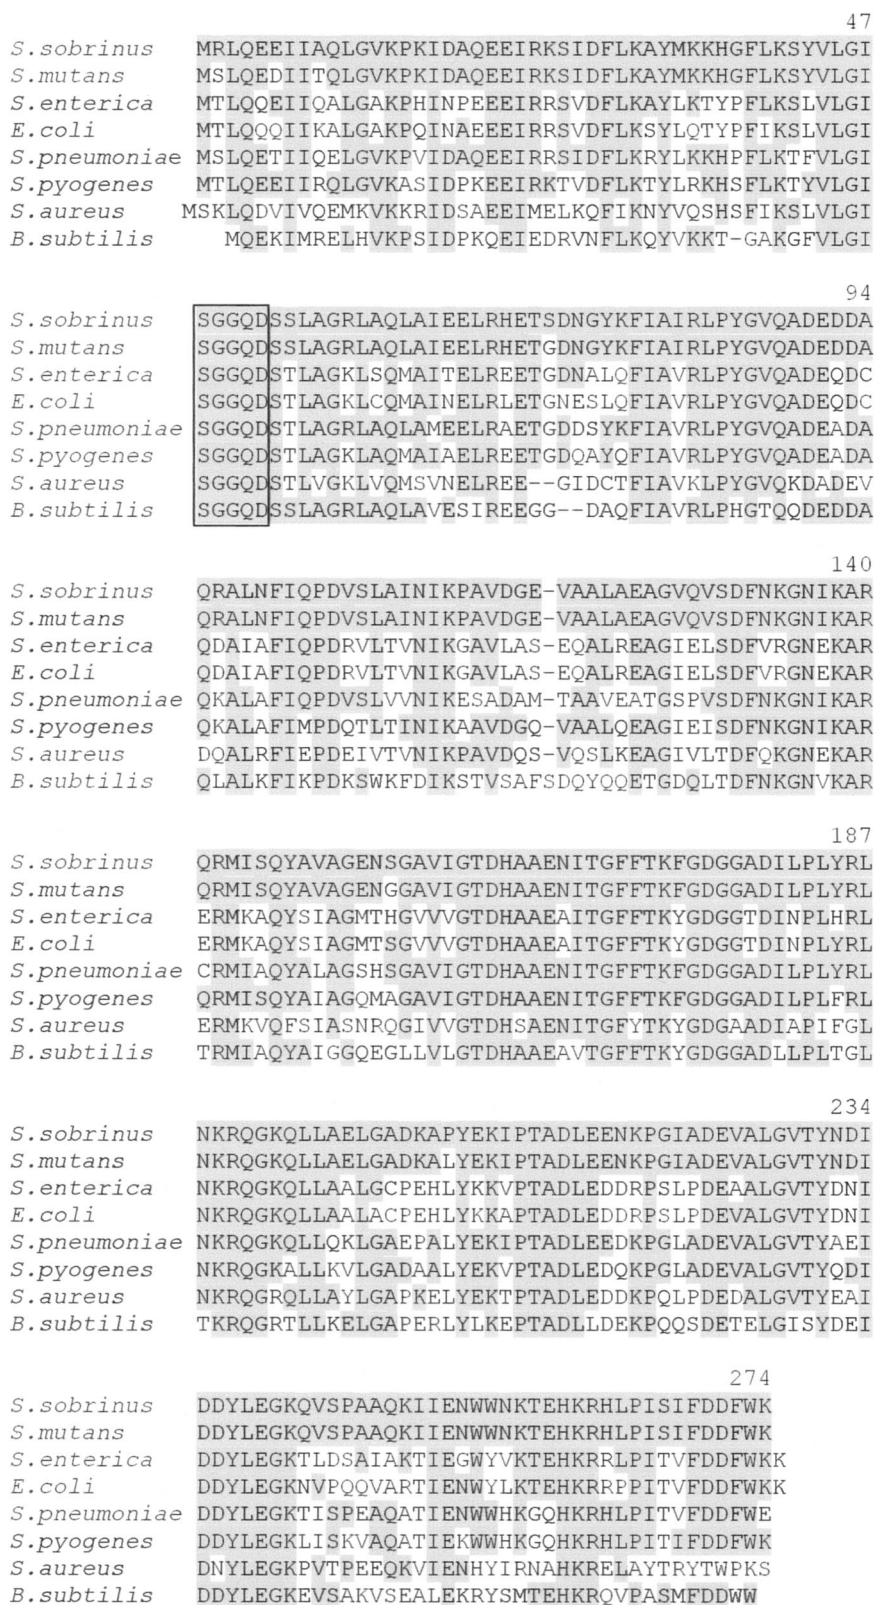 47
S.sobrinus MRLQEEIIAQLGVKPKIDAQEEIRKSIDFLKAYMKKHGFLKSYVLGI
S.mutans MSLQEDIITQLGVKPKIDAQEEIRKSIDFLKAYMKKHGFLKSYVLGI
S.enterica MTLQQEIIQALGAKPHINPEEEIRRSVDFLKAYLKTYPFLKSLVLGI
E.coli MTLQQQIIKALGAKPQINAEEEIRRSVDFLKSYLQTYPFIKSLVLGI
S.pneumoniae MSLQETIIQELGVKPVIDAQEEIRRSIDFLKRYLKKHPFLKTFVLGI
S.pyogenes MTLQEEIIRQLGVKASIDPKEEIRKTVDFLKTYLRKHSFLKTYVLGI
S.aureus MSKLQDVIVQEMKVKKRIDSAEEIMELKQFIKNYVQSHSFIKSLVLGI
B.subtilis MQEKIMRELHVKPSIDPKQEIEDRVNFLKQYVKKT-GAKGFVLGI
94
S.sobrinus SGGQDSSLAGRLAQLAIEELRHETSDNGYKFIAIRLPYGVQADEDDA
S.mutans SGGQDSSLAGRLAQLAIEELRHETGDNGYKFIAIRLPYGVQADEDDA
S.enterica SGGQDSTLAGKLSQMAITELREETGDNALQFIAVRLPYGVQADEQDC
E.coli SGGQDSTLAGKLCQMAINELRLETGNESLQFIAVRLPYGVQADEQDC
S.pneumoniae SGGQDSTLAGRLAQLAMEELRAETGDDSYKFIAVRLPYGVQADEADA
S.pyogenes SGGQDSTLAGKLAQMAIAELREETGDQAYQFIAVRLPYGVQADEADA
S.aureus SGGQDSTLVGKLVQMSVNELREE--GIDCTFIAVKLPYGVQKDADEV
B.subtilis SGGQDSSLAGRLAQLAVESIREEGG--DAQFIAVRLPHGTQQDEDDA
140
S.sobrinus QRALNFIQPDVSLAINIKPAVDGE-VAALAEAGVQVSDFNKGNIKAR
S.mutans QRALNFIQPDVSLAINIKPAVDGE-VAALAEAGVQVSDFNKGNIKAR
S.enterica QDAIAFIQPDRVLTVNIKGAVLAS-EQALREAGIELSDFVRGNEKAR
E.coli QDAIAFIQPDRVLTVNIKGAVLAS-EQALREAGIELSDFVRGNEKAR
S.pneumoniae QKALAFIQPDVSLVVNIKESADAM-TAAVEATGSPVSDFNKGNIKAR
S.pyogenes QKALAFIMPDQTLTINIKAAVDGQ-VAALQEAGIEISDFNKGNIKAR
S.aureus DQALRFIEPDEIVTVNIKPAVDQS-VQSLKEAGIVLTDFQKGNEKAR
B.subtilis QLALKFIKPDKSWKFDIKSTVSAFSDQYQQETGDQLTDFNKGNVKAR
187
S.sobrinus QRMISQYAVAGENSGAVIGTDHAAENITGFFTKFGDGGADILPLYRL
S.mutans QRMISQYAVAGENGGAVIGTDHAAENITGFFTKFGDGGADILPLYRL
S.enterica ERMKAQYSIAGMTHGVVVGTDHAAEAITGFFTKYGDGGTDINPLHRL
E.coli ERMKAQYSIAGMTSGVVVGTDHAAEAITGFFTKYGDGGTDINPLYRL
S.pneumoniae CRMIAQYALAGSHSGAVIGTDHAAENITGFFTKFGDGGADILPLYRL
S.pyogenes QRMISQYAIAGQMAGAVIGTDHAAENITGFFTKFGDGGADILPLFRL
S.aureus ERMKVQFSIASNRQGIVVGTDHSAENITGFYTKYGDGAADIAPIFGL
B.subtilis TRMIAQYAIGGQEGLLVLGTDHAAEAVTGFFTKYGDGGADLLPLTGL
234
S.sobrinus NKRQGKQLLAELGADKAPYEKIPTADLEENKPGIADEVALGVTYNDI
S.mutans NKRQGKQLLAELGADKALYEKIPTADLEENKPGIADEVALGVTYNDI
S.enterica NKRQGKQLLAALGCPEHLYKKVPTADLEDDRPSLPDEAALGVTYDNI
E.coli NKRQGKQLLAALACPEHLYKKAPTADLEDDRPSLPDEVALGVTYDNI
S.pneumoniae NKRQGKQLLQKLGAEPALYEKIPTADLEEDKPGLADEVALGVTYAEI
S.pyogenes NKRQGKALLKVLGADAALYEKVPTADLEDQKPGLADEVALGVTYQDI
S.aureus NKRQGRQLLAYLGAPKELYEKTPTADLEDDKPQLPDEDALGVTYEAI
B.subtilis TKRQGRTLLKELGAPERLYLKEPTADLLDEKPQQSDETELGISYDEI
274
S.sobrinus DDYLEGKQVSPAAQKIIENWWNKTEHKRHLPISIFDDFWK
S.mutans DDYLEGKQVSPAAQKIIENWWNKTEHKRHLPISIFDDFWK
S.enterica DDYLEGKTLDSAIAKTIEGWYVKTEHKRRLPITVFDDFWKK
E.coli DDYLEGKNVPQQVARTIENWYLKTEHKRRPPITVFDDFWKK
S.pneumoniae DDYLEGKTISPEAQATIENWWHKGQHKRHLPITVFDDFWE
S.pyogenes DDYLEGKLISKVAQATIEKWWHKGQHKRHLPITIFDDFWK
S.aureus DNYLEGKPVTPEEQKVIENHYIRNAHKRELAYTRYTWPKS
B.subtilis DDYLEGKEVSAKVSEALEKRYSMTEHKRQVPASMFDDWW